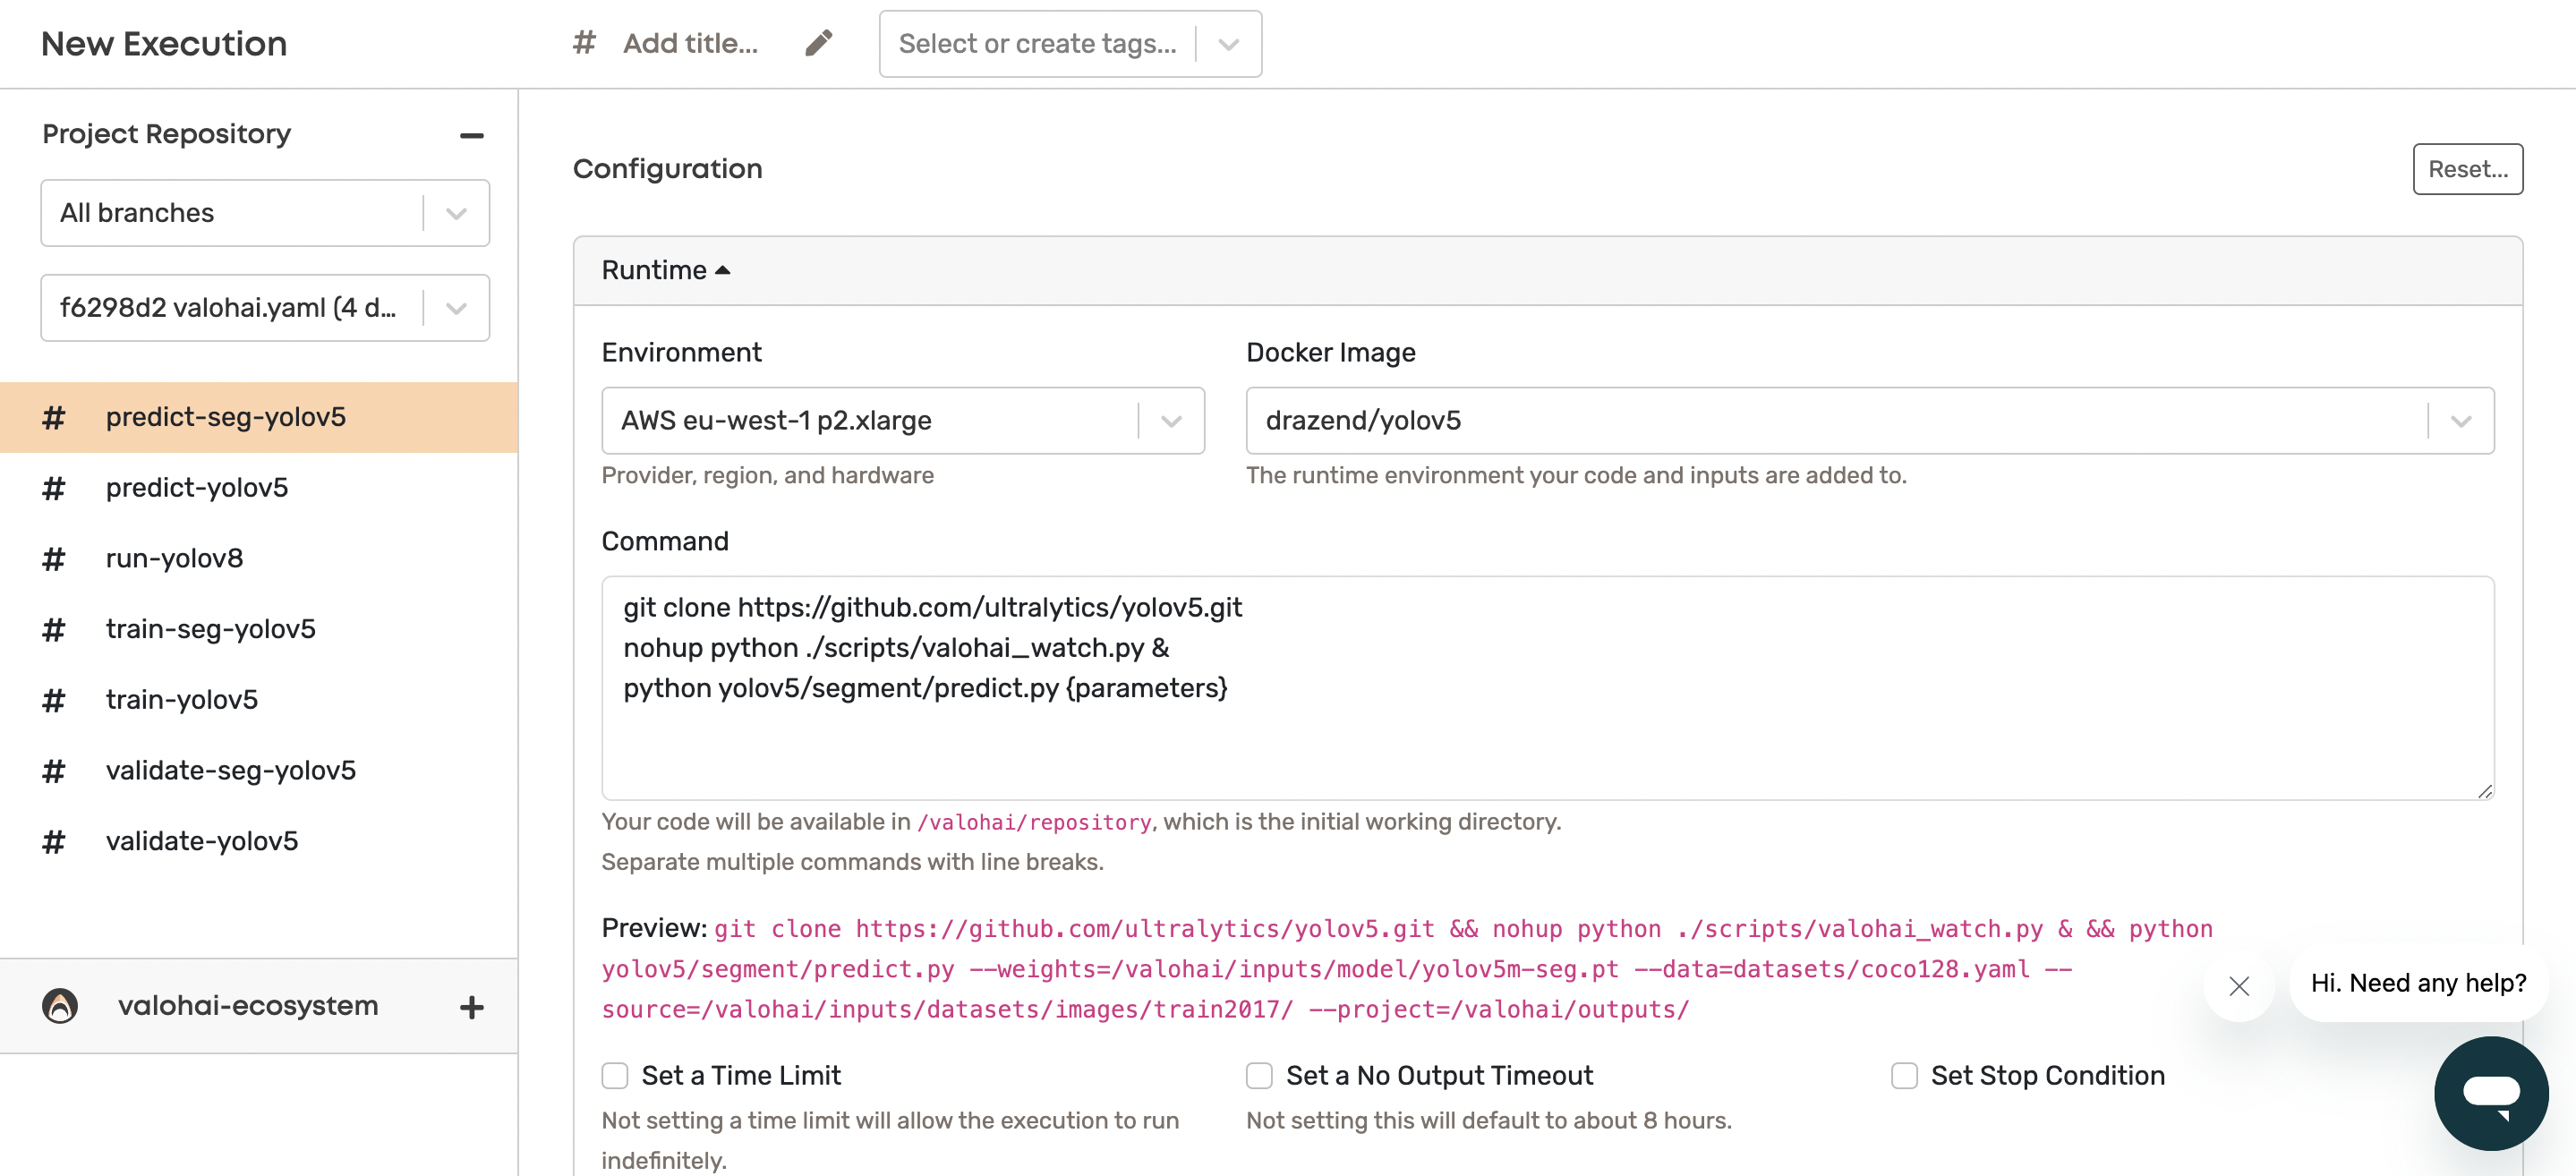 New Execution
# Add title...
Select or create tags...
Project Repository
All branches
f6298d2 valohai.yaml (4 d...
# predict-seg-yolov5
# predict-yolov5
# run-yolov8
# train-seg-yolov5
# train-yolov5
# validate-seg-yolov5
# validate-yolov5
valohai-ecosystem
Configuration
Reset...
Runtime
Environment
AWS eu-west-1 p2.xlarge
Provider, region, and hardware
Docker Image
drazend/yolov5
The runtime environment your code and inputs are added to.
Command
git clone https://github.com/ultralytics/yolov5.git
nohup python ./scripts/valohai_watch.py &
python yolov5/segment/predict.py {parameters}
Your code will be available in /valohai/repository, which is the initial working directory.
Separate multiple commands with line breaks.
Preview: git clone https://github.com/ultralytics/yolov5.git && nohup python ./scripts/valohai_watch.py & && python
yolov5/segment/predict.py --weights=/valohai/inputs/model/yolov5m-seg.pt --data=datasets/coco128.yaml --
source=/valohai/inputs/datasets/images/train2017/ --project=/valohai/outputs/
Set a Time Limit
Not setting a time limit will allow the execution to run
indefinitely.
Set a No Output Timeout
Not setting this will default to about 8 hours.
Set Stop Condition
Hi. Need any help?